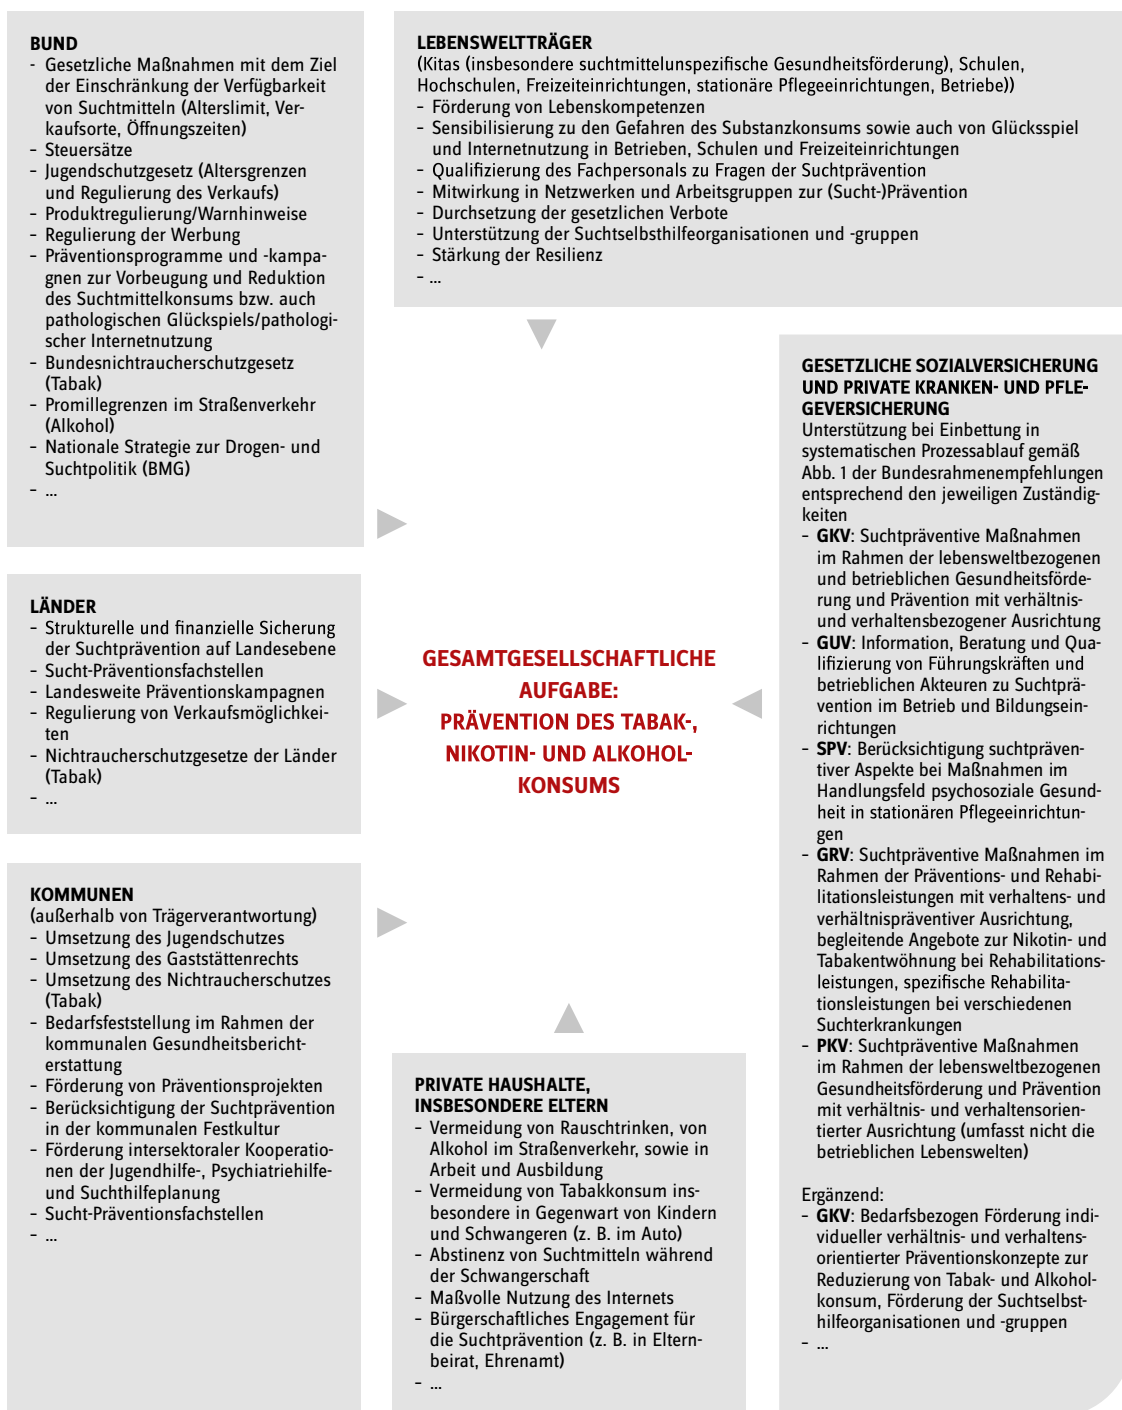 BUND
- Gesetzliche Maßnahmen mit dem Ziel
der Einschränkung der Verfügbarkeit
von Suchtmitteln (Alterslimit, Ver-
kaufsorte, Öffnungszeiten)
– Steuersätze
– Jugendschutzgesetz (Altersgrenzen
und Regulierung des Verkaufs)
– Produktregulierung/Warnhinweise
– Regulierung der Werbung
– Präventionsprogramme und -kampa-
gnen zur Vorbeugung und Reduktion
des Suchtmittelkonsums bzw. auch
pathologischen Glückspiels/pathologi-
scher Internetnutzung
– Bundesnichtraucherschutzgesetz
(Tabak)
– Promillegrenzen im Straßenverkehr
(Alkohol)
– Nationale Strategie zur Drogen- und
Suchtpolitik (BMG)
– ...
LEBENSWELTTRÄGER
(Kitas (insbesondere suchtmittelunspezifische Gesundheitsförderung), Schulen,
Hochschulen, Freizeiteinrichtungen, stationäre Pflegeeinrichtungen, Betriebe))
– Förderung von Lebenskompetenzen
– Sensibilisierung zu den Gefahren des Substanzkonsums sowie auch von Glücksspiel
und Internetnutzung in Betrieben, Schulen und Freizeiteinrichtungen
– Qualifizierung des Fachpersonals zu Fragen der Suchtprävention
– Mitwirkung in Netzwerken und Arbeitsgruppen zur (Sucht-)Prävention
– Durchsetzung der gesetzlichen Verbote
– Unterstützung der Suchtselbsthilfeorganisationen und -gruppen
– Stärkung der Resilienz
– ...
LÄNDER
– Strukturelle und finanzielle Sicherung
der Suchtprävention auf Landesebene
– Sucht-Präventionsfachstellen
– Landesweite Präventionskampagnen
– Regulierung von Verkaufsmöglichkei-
ten
– Nichtraucherschutzgesetze der Länder
(Tabak)
– ...
GESAMTGESELLSCHAFTLICHE
AUFGABE:
PRÄVENTION DES TABAK-,
NIKOTIN- UND ALKOHOL-
KONSUMS
KOMMUNEN
(außerhalb von Trägerverantwortung)
– Umsetzung des Jugendschutzes
– Umsetzung des Gaststättenrechts
– Umsetzung des Nichtraucherschutzes
(Tabak)
– Bedarfsfeststellung im Rahmen der
kommunalen Gesundheitsbericht-
erstattung
– Förderung von Präventionsprojekten
– Berücksichtigung der Suchtprävention
in der kommunalen Festkultur
– Förderung intersektoraler Kooperatio-
nen der Jugendhilfe-, Psychiatriehilfe-
und Suchthilfeplanung
– Sucht-Präventionsfachstellen
– ...
PRIVATE HAUSHALTE,
INSBESONDERE ELTERN
– Vermeidung von Rauschtrinken, von
Alkohol im Straßenverkehr, sowie in
Arbeit und Ausbildung
– Vermeidung von Tabakkonsum ins-
besondere in Gegenwart von Kindern
und Schwangeren (z. B. im Auto)
– Abstinenz von Suchtmitteln während
der Schwangerschaft
– Maßvolle Nutzung des Internets
– Bürgerschaftliches Engagement für
die Suchtprävention (z. B. in Eltern-
beirat, Ehrenamt)
– ...
GESETZLICHE SOZIALVERSICHERUNG
UND PRIVATE KRANKEN- UND PFLE-
GEVERSICHERUNG
Unterstützung bei Einbettung in
systematischen Prozessablauf gemäß
Abb. 1 der Bundesrahmenempfehlungen
entsprechend den jeweiligen Zuständig-
keiten
– GKV: Suchtpräventive Maßnahmen
im Rahmen der lebensweltbezogenen
und betrieblichen Gesundheitsförde-
rung und Prävention mit verhältnis-
und verhaltensbezogener Ausrichtung
– GUV: Information, Beratung und Qua-
lifizierung von Führungskräften und
betrieblichen Akteuren zu Suchtprä-
vention im Betrieb und Bildungsein-
richtungen
– SPV: Berücksichtigung suchtpräven-
tiver Aspekte bei Maßnahmen im
Handlungsfeld psychosoziale Gesund-
heit in stationären Pflegeeinrichtun-
gen
– GRV: Suchtpräventive Maßnahmen im
Rahmen der Präventions- und Rehabi-
litationsleistungen mit verhaltens- und
verhältnispräventiver Ausrichtung,
begleitende Angebote zur Nikotin- und
Tabakentwöhnung bei Rehabilitations-
leistungen, spezifische Rehabilita-
tionsleistungen bei verschiedenen
Suchterkrankungen
– PKV: Suchtpräventive Maßnahmen
im Rahmen der lebensweltbezogenen
Gesundheitsförderung und Prävention
mit verhältnis- und verhaltensorien-
tierter Ausrichtung (umfasst nicht die
betrieblichen Lebenswelten)
Ergänzend:
– GKV: Bedarfsbezogen Förderung indi-
vidueller verhältnis- und verhaltens-
orientierter Präventionskonzepte zur
Reduzierung von Tabak- und Alkohol-
konsum, Förderung der Suchtselbst-
hilfeorganisationen und -gruppen
– ...